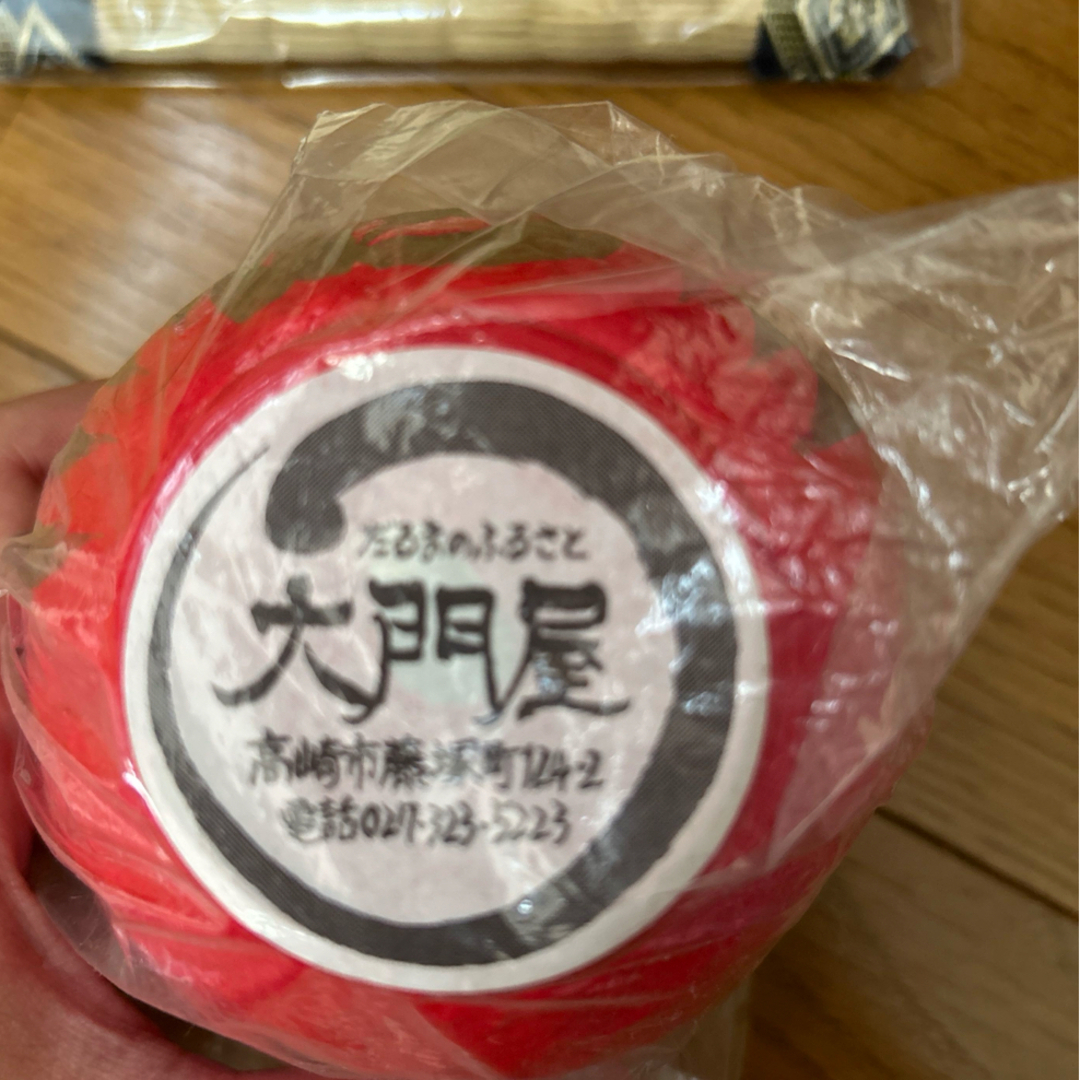 だるまのふるさと
大門屋
高崎市藤塚町124-2
電話027-323-5223